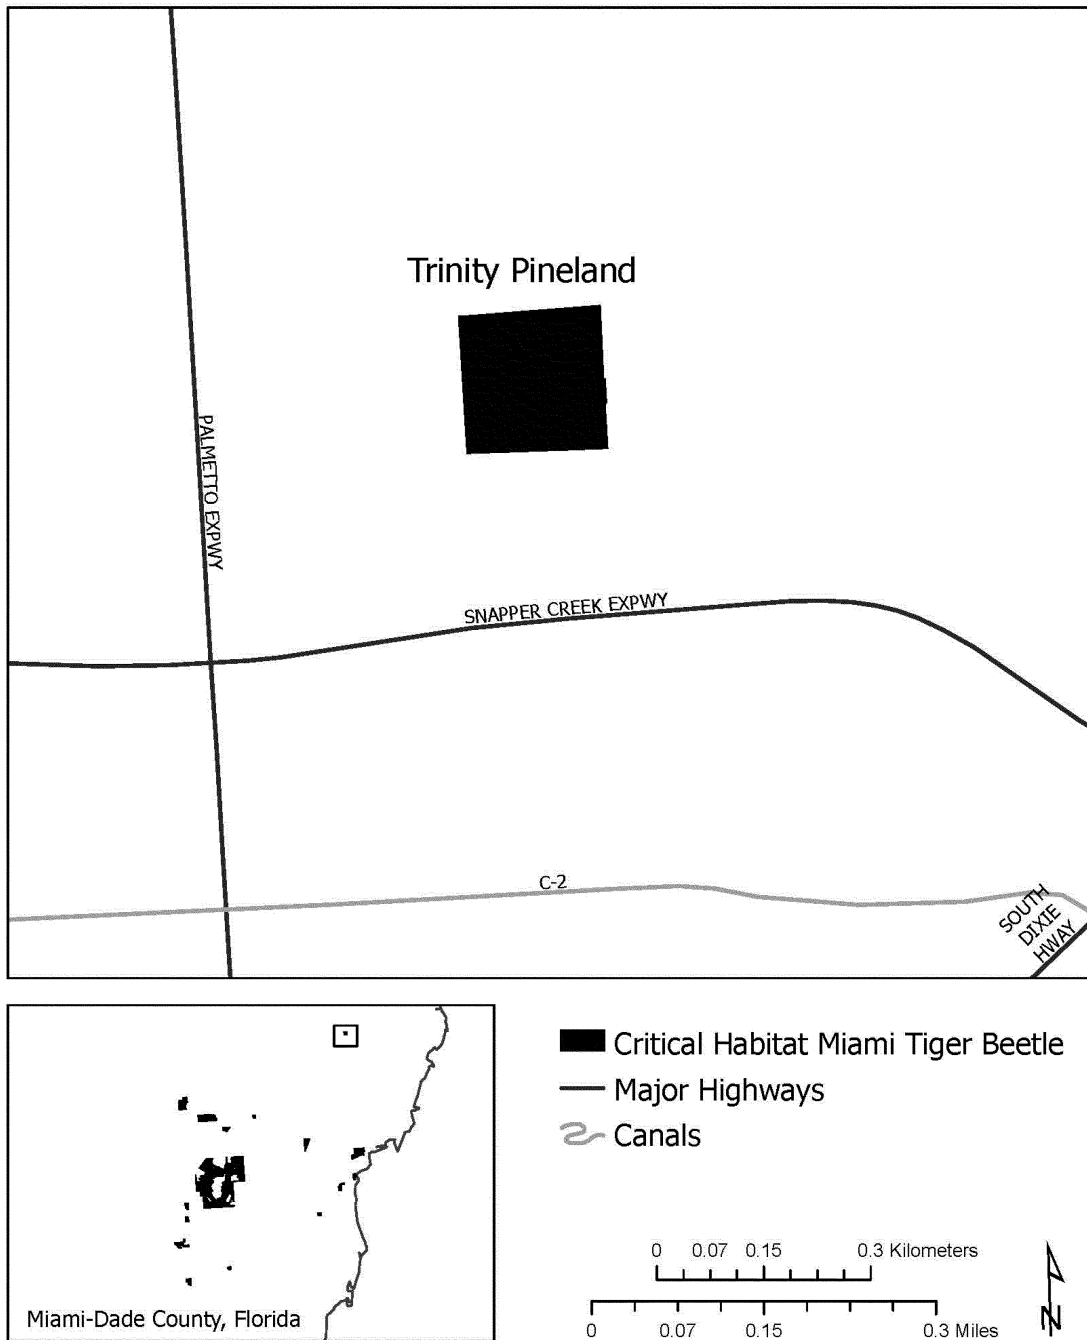 Trinity Pineland
PALMETTO EXPWY
SNAPPER CREEK EXPWY
C-2
SOUTH
DIXIE
HWAY
Miami-Dade County, Florida
Critical Habitat Miami Tiger Beetle
Major Highways
Canals
0 0.07 0.15 0.3 Kilometers
0 0.07 0.15 0.3 Miles
N